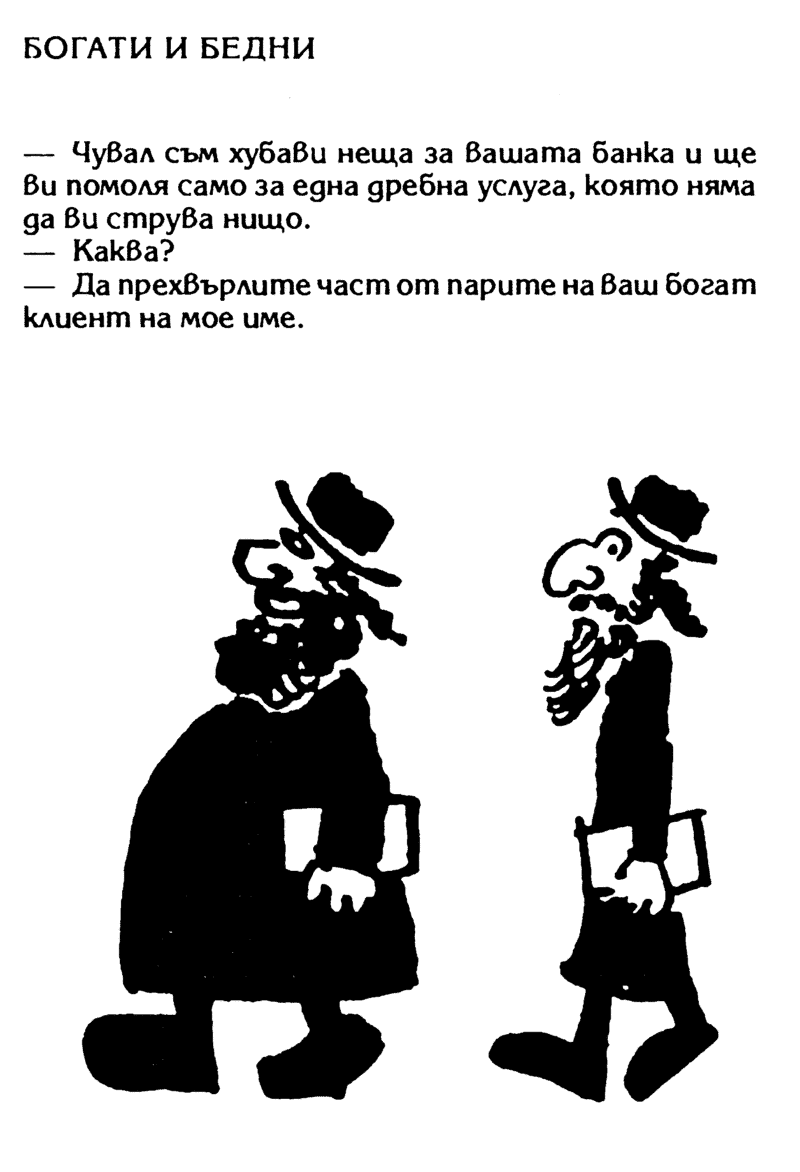 БОГАТИ И БЕДНИ
— Чувал съм хубави неща за вашата банка и ще
ви помоля само за една дребна услуга, която няма
да ви струва нищо.
— Каква?
— Да прехвърлите част от парите на ваш богат
клиент на мое име.